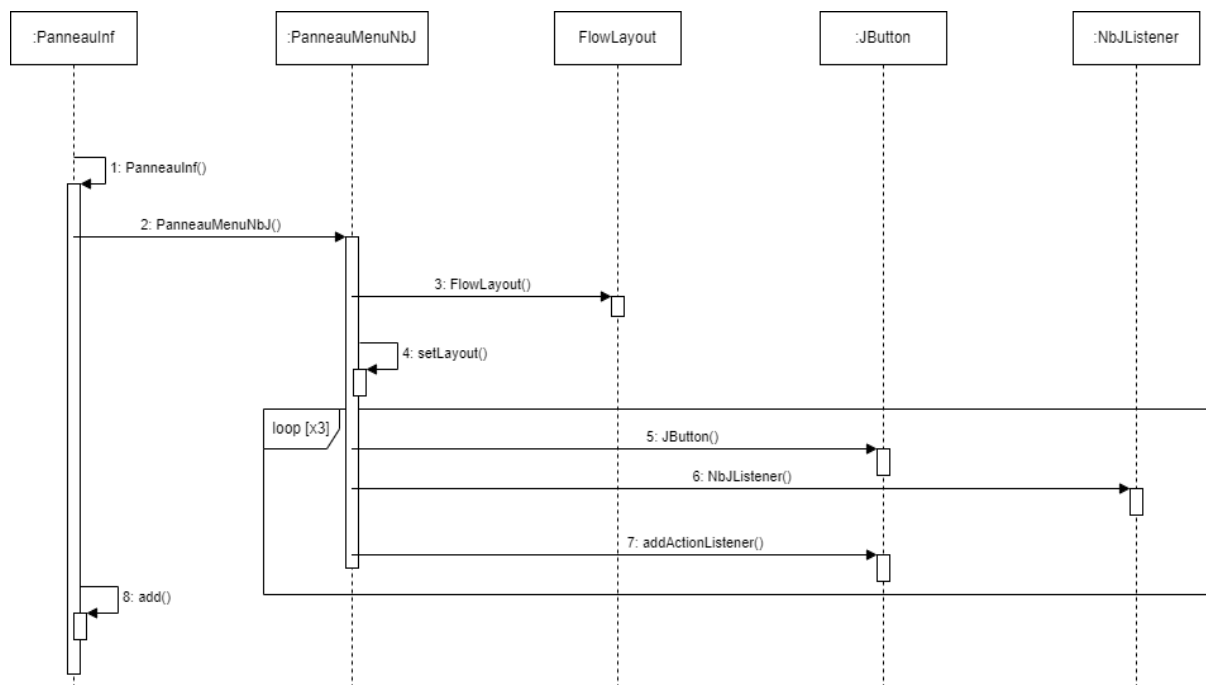 :PanneauInf
:PanneauMenuNbJ
FlowLayout
:JButton
:NbJListener
1: PanneauInf()
2: PanneauMenuNbJ()
3: FlowLayout()
4: setLayout()
loop [x3]
5: JButton()
6: NbJListener()
7: addActionListener()
8: add()